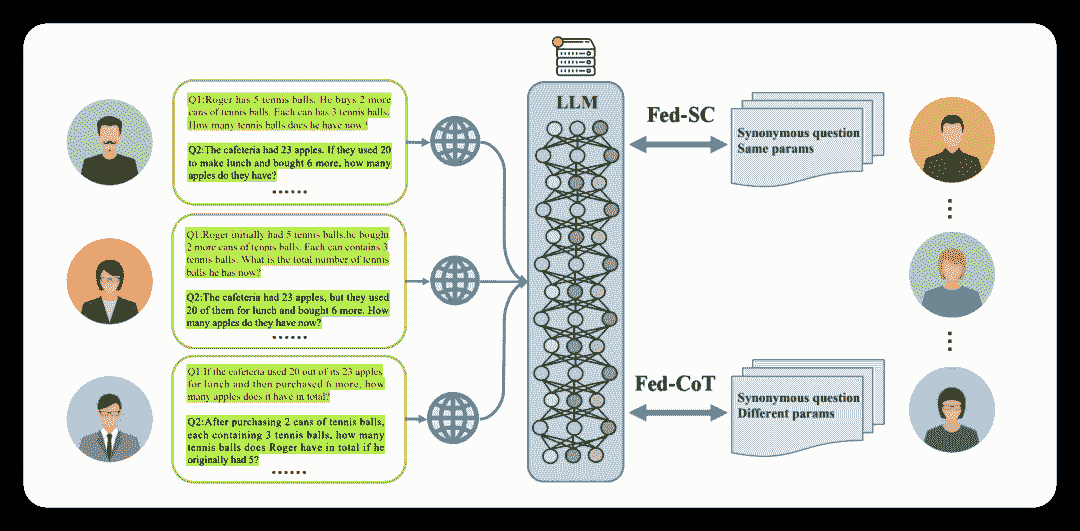 Q1:Roger has 5 tennis balls. He buys 2 more
cans of tennis balls. Each can has 3 tennis balls.
How many tennis balls does he have now?
Q2:The cafeteria had 23 apples. If they used 20
to make lunch and bought 6 more, how many
apples do they have?
......
Q1:Roger initially had 5 tennis balls,he bought
2 more cans of tennis balls. Each can contains 3
tennis balls. What is the total number of tennis
balls he has now?
Q2:The cafeteria had 23 apples, but they used
20 of them for lunch and bought 6 more. How
many apples do they have now?
......
Q1:If the cafeteria used 20 out of its 23 apples
for lunch and then purchased 6 more, how
many apples does it have in total?
Q2:After purchasing 2 cans of tennis balls,
each containing 3 tennis balls, how many
tennis balls does Roger have in total if he
originally had 5?
......
LLM
Fed-SC
Synonymous question
Same params
Fed-CoT
Synonymous question
Different params